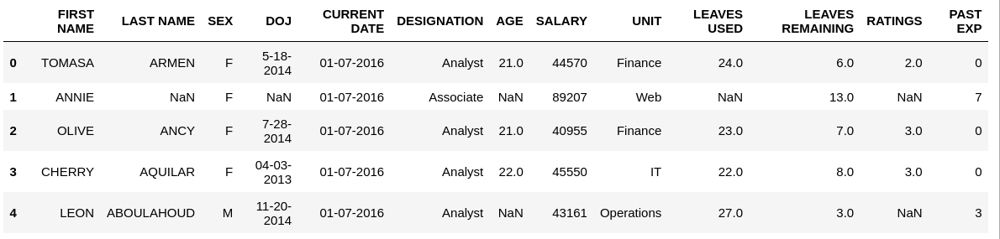 FIRST NAME LAST NAME SEX DOJ CURRENT DATE DESIGNATION AGE SALARY UNIT LEAVES USED LEAVES REMAINING RATINGS PAST EXP
0 TOMASA ARMEN F 5-18-2014 01-07-2016 Analyst 21.0 44570 Finance 24.0 6.0 2.0 0
1 ANNIE NaN F NaN 01-07-2016 Associate NaN 89207 Web NaN 13.0 NaN 7
2 OLIVE ANCY F 7-28-2014 01-07-2016 Analyst 21.0 40955 Finance 23.0 7.0 3.0 0
3 CHERRY AQUILAR F 04-03-2013 01-07-2016 Analyst 22.0 45550 IT 22.0 8.0 3.0 0
4 LEON ABOULAHOUD M 11-20-2014 01-07-2016 Analyst NaN 43161 Operations 27.0 3.0 NaN 3